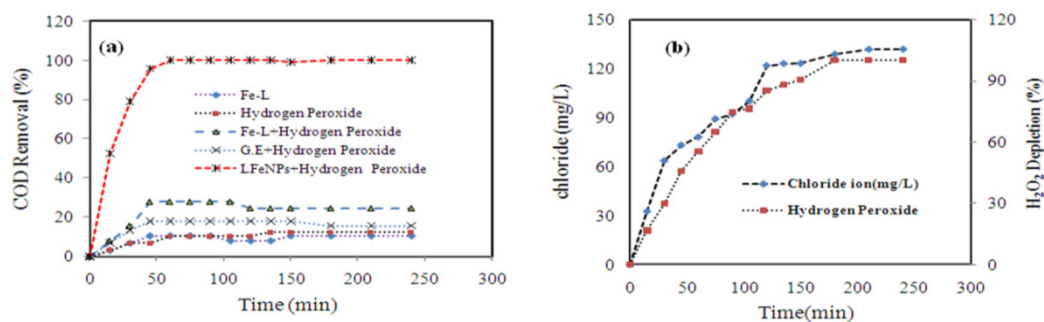 (a)
COD Removal (%)
120
100
80
60
40
20
0
Fe-L
Hydrogen Peroxide
Fe-L+Hydrogen Peroxide
G.E+Hydrogen Peroxide
LFeNPs+Hydrogen Peroxide
0 50 100 150 200 250 300
Time (min)
(b)
chloride (mg/L)
150
120
90
60
30
0
Chloride ion(mg/L)
Hydrogen Peroxide
120
90
60
30
0
H₂O₂ Depletion (%)
0 50 100 150 200 250 300
Time(min)